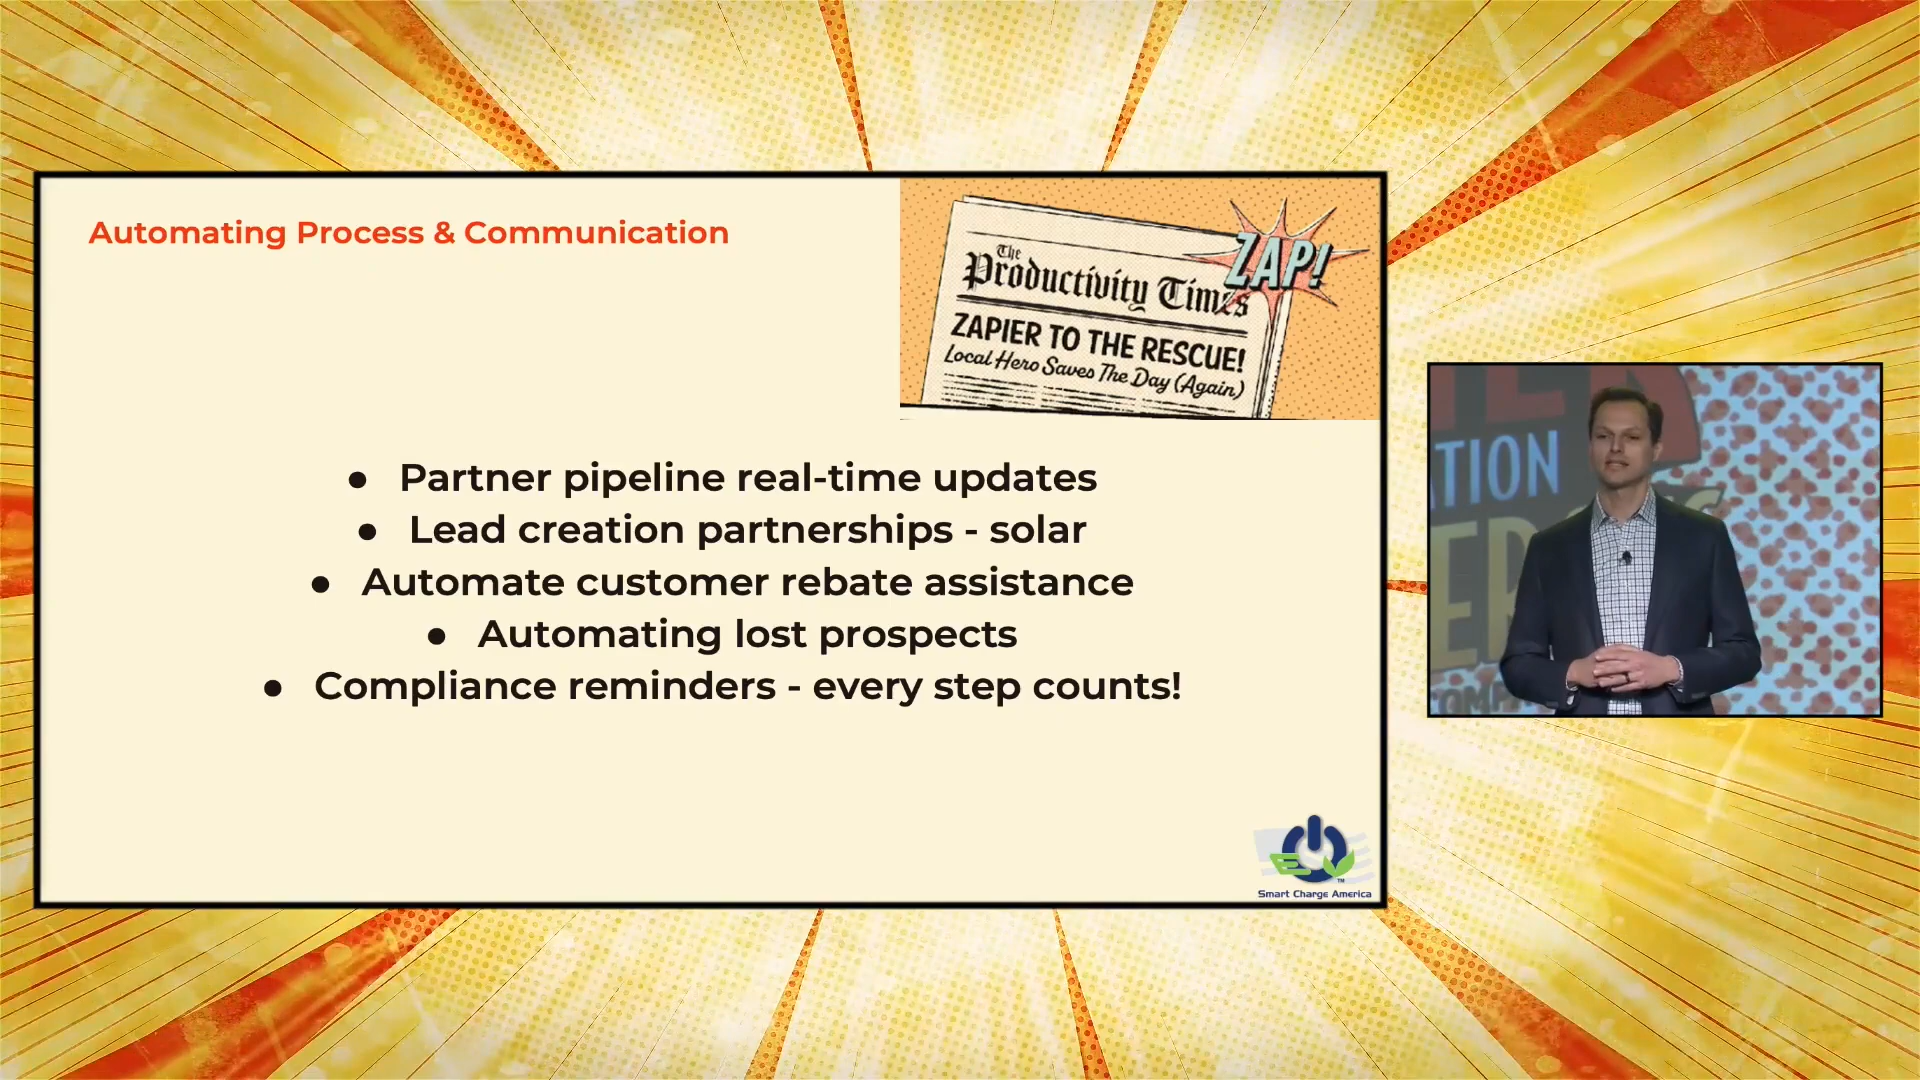 Automating Process & Communication
The
Productivity Times
ZAP!
ZAPIER TO THE RESCUE!
Local Hero Saves The Day (Again)
● Partner pipeline real-time updates
● Lead creation partnerships - solar
● Automate customer rebate assistance
● Automating lost prospects
● Compliance reminders - every step counts!
EV
TM
Smart Charge America
TION